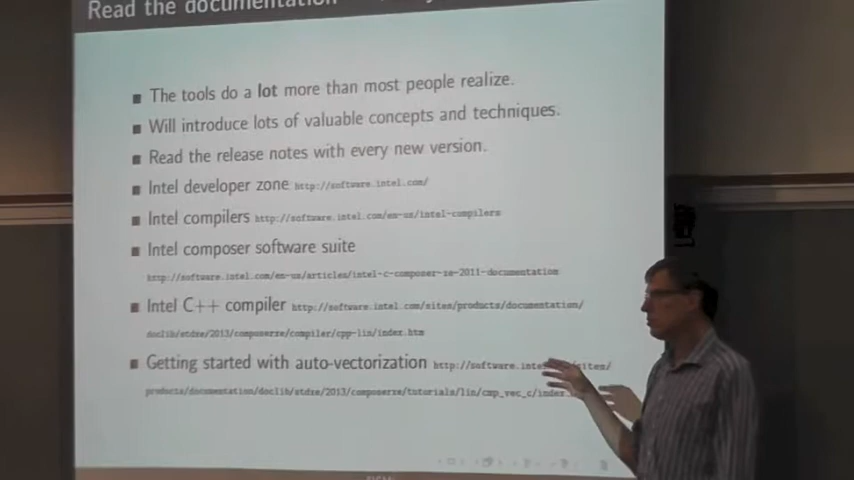 Read the documentation
The tools do a lot more than most people realize.
Will introduce lots of valuable concepts and techniques.
Read the release notes with every new version.
Intel developer zone http://software.intel.com/
Intel compilers http://software.intel.com/en-us/intel-compilers
Intel composer software suite
http://software.intel.com/en-us/articles/intel-c-composer-xe-2011-documentation
Intel C++ compiler http://software.intel.com/sites/products/documentation/
doclib/stdxe/2013/composerxe/compiler/cpp-lin/index.htm
Getting started with auto-vectorization http://software.inte /sites/
products/documentation/doclib/stdxe/2013/composerxe/tutorials/lin/cmp_vec_c/index.